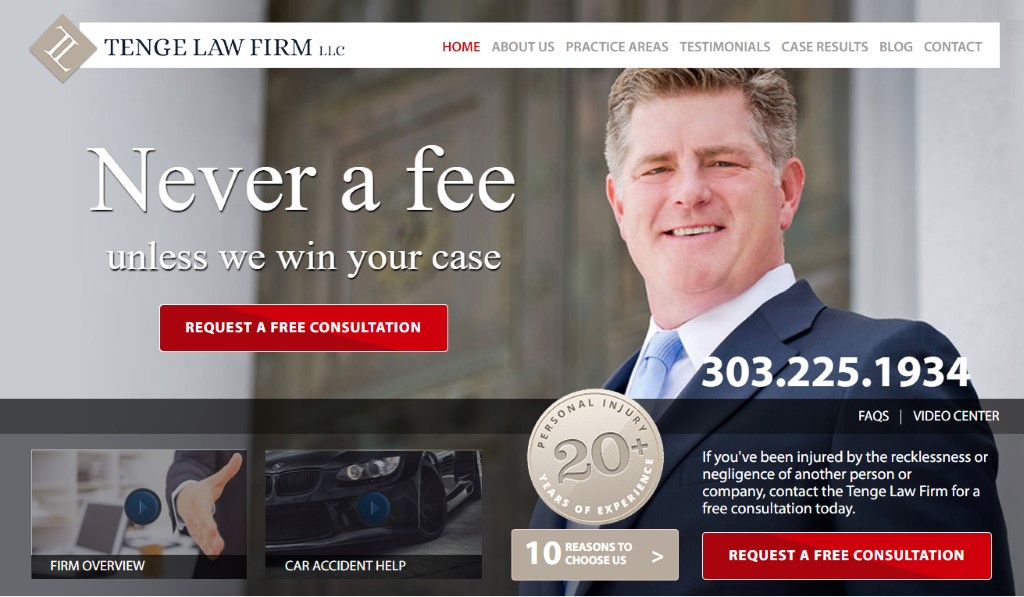 TENGE LAW FIRM LLC
HOME ABOUT US PRACTICE AREAS TESTIMONIALS CASE RESULTS BLOG CONTACT
Never a fee
unless we win your case
REQUEST A FREE CONSULTATION
303.225.1934
FAQS | VIDEO CENTER
PERSONAL INJURY
20+
YEARS OF EXPERIENCE
If you've been injured by the recklessness or
negligence of another person or
company, contact the Tenge Law Firm for a
free consultation today.
FIRM OVERVIEW
CAR ACCIDENT HELP
10 REASONS TO
CHOOSE US >
REQUEST A FREE CONSULTATION